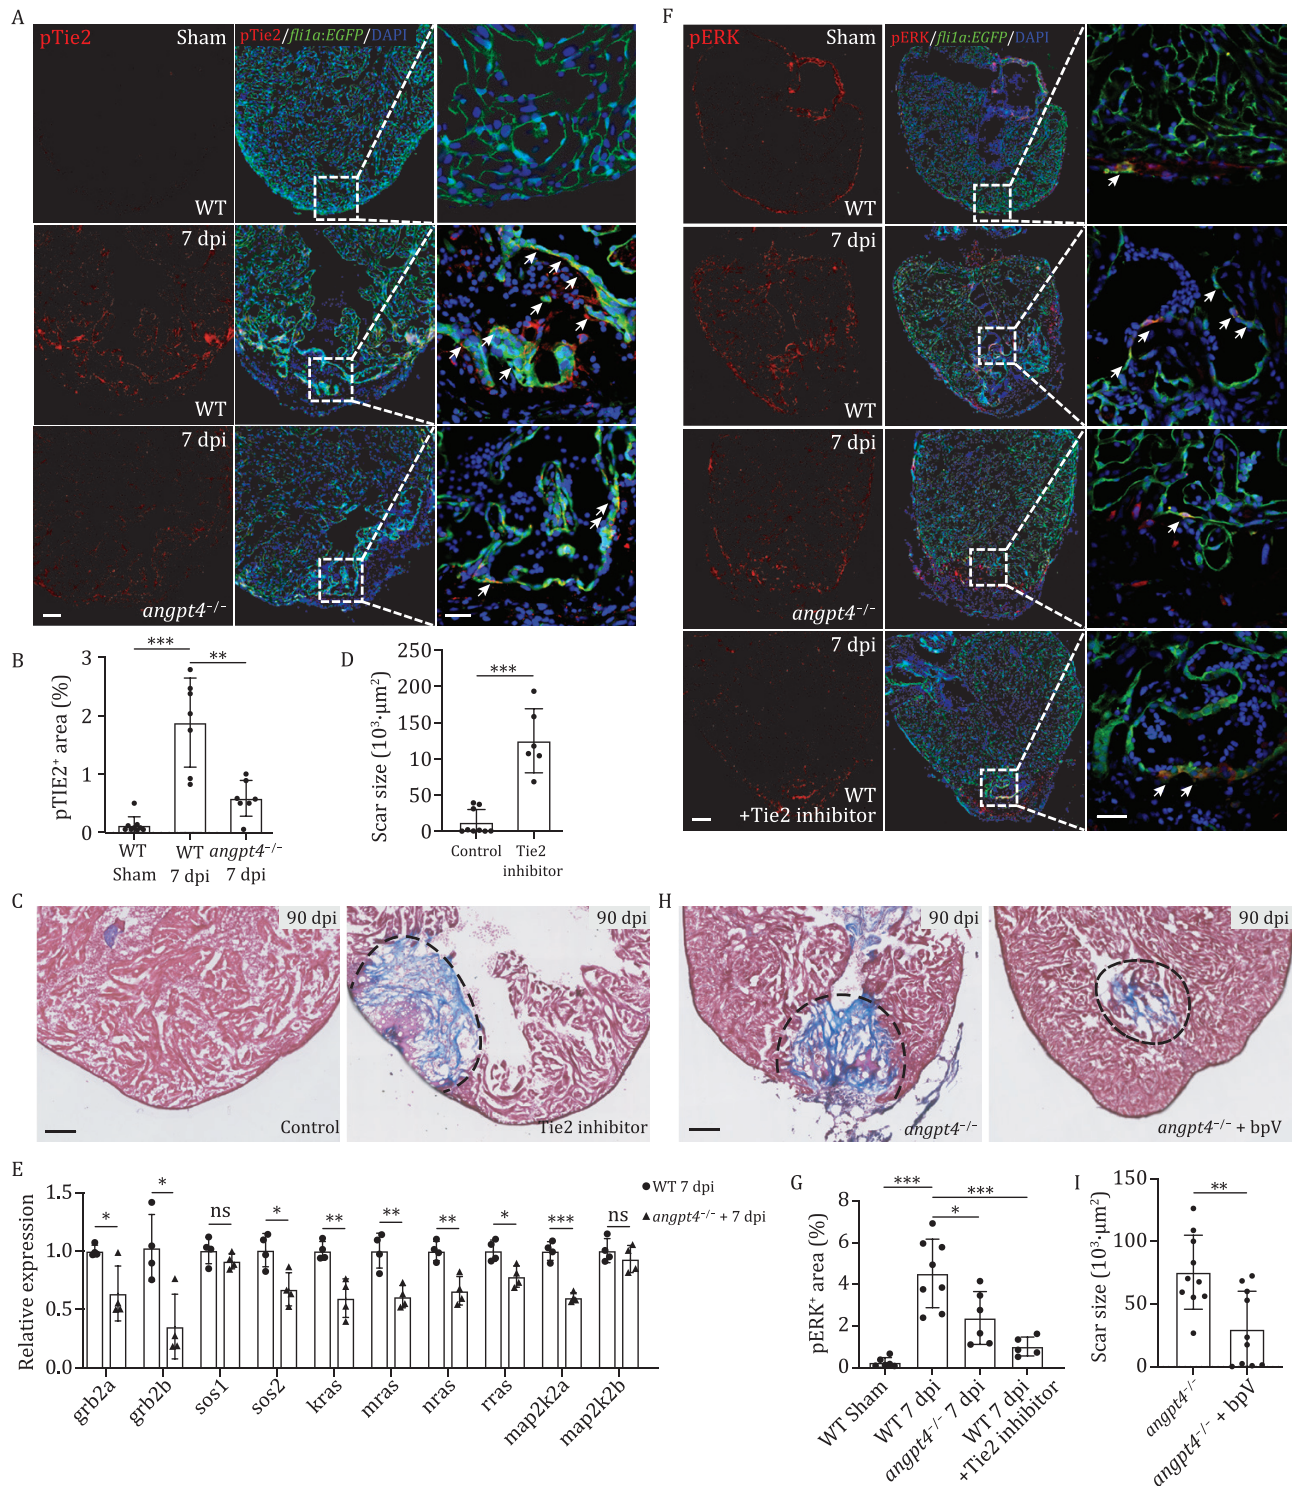 A
pTie2
Sham
pTie2/fli1a:EGFP/DAPI
WT
7 dpi
WT
7 dpi
angpt4⁻/⁻
F
pERK
Sham
pERK/fli1a:EGFP/DAPI
WT
7 dpi
WT
7 dpi
angpt4⁻/⁻
7 dpi
WT
+Tie2 inhibitor
B
pTIE2⁺ area (%)
3
2
1
0
***
**
WT
Sham
WT
7 dpi
angpt4⁻/⁻
7 dpi
D
Scar size (10³·μm²)
250
200
150
10
50
0
***
Control
Tie2
inhibitor
C
90 dpi
Control
90 dpi
Tie2 inhibitor
H
90 dpi
angpt4⁻/⁻
90 dpi
angpt4⁻/⁻ + bpV
E
Relative expression
1.5
1.0
0.5
0.0
WT 7 dpi
angpt4⁻/⁻ + 7 dpi
*
*
ns
*
**
**
**
*
***
ns
grb2a
grb2b
sos1
sos2
kras
mras
nras
rras
map2k2a
map2k2b
G
pERK⁺ area (%)
8
6
4
2
0
***
***
*
WT Sham
WT 7 dpi
angpt4⁻/⁻ 7 dpi
WT 7 dpi
+Tie2 inhibitor
I
Scar size (10³·μm²)
150
100
50
0
**
angpt4⁻/⁻
angpt4⁻/⁻ + bpV